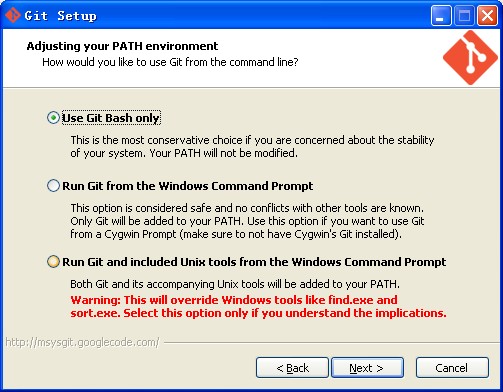 Git Setup
Adjusting your PATH environment
How would you like to use Git from the command line?
Use Git Bash only
This is the most conservative choice if you are concerned about the stability
of your system. Your PATH will not be modified.
Run Git from the Windows Command Prompt
This option is considered safe and no conflicts with other tools are known.
Only Git will be added to your PATH. Use this option if you want to use Git
from a Cygwin Prompt (make sure to not have Cygwin's Git installed).
Run Git and included Unix tools from the Windows Command Prompt
Both Git and its accompanying Unix tools will be added to your PATH.
Warning: This will override Windows tools like find.exe and
sort.exe. Select this option only if you understand the implications.
http://msysgit.googlecode.com/
< Back
Next >
Cancel